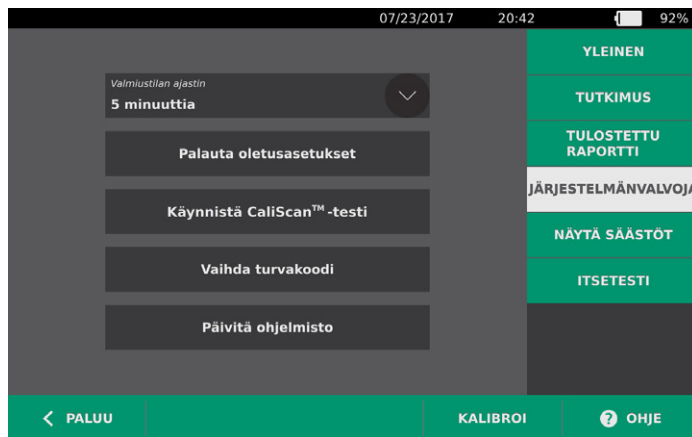 07/23/2017 20:42 92%
Valmiustilan ajastin
5 minuuttia
Palauta oletusasetukset
Käynnistä CaliScan™-testi
Vaihda turvakoodi
Päivitä ohjelmisto
YLEINEN
TUTKIMUS
TULOSTETTU
RAPORTTI
JÄRJESTELMÄNVALVOJA
NÄYTÄ SÄÄSTÖT
ITSETESTI
PALUU
KALIBROI
? OHJE